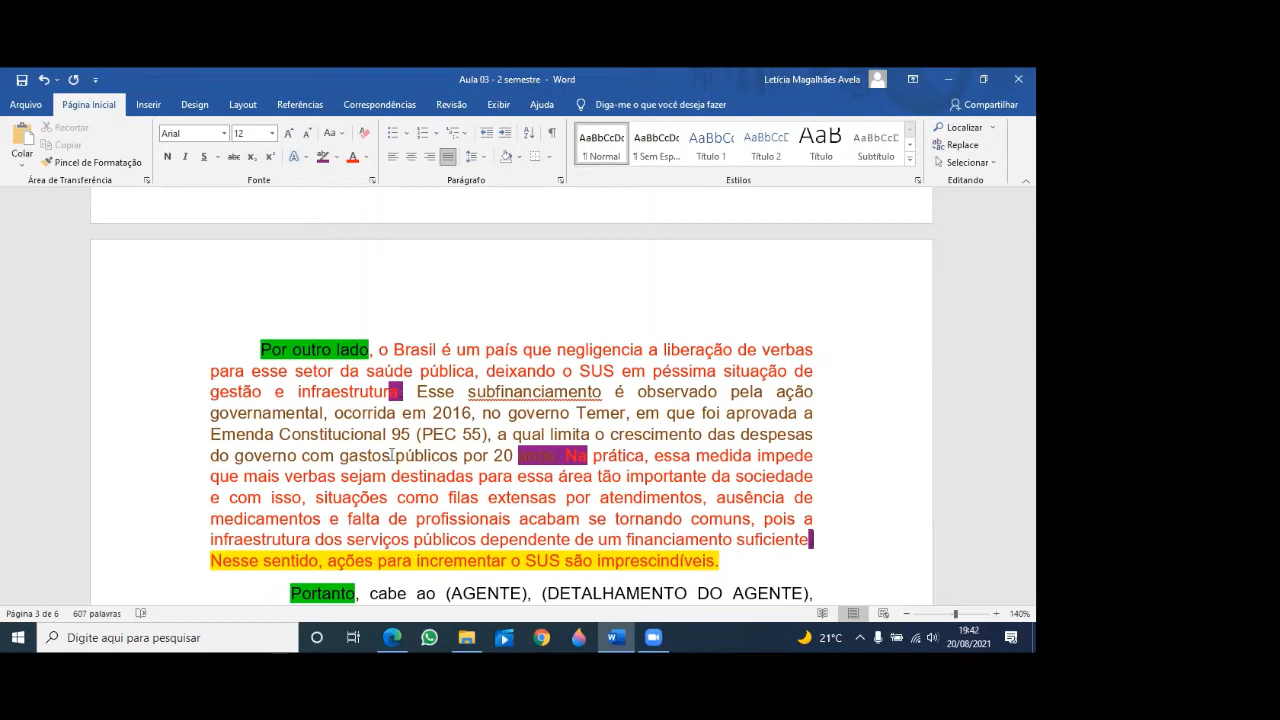 Aula 03 - 2 semestre - Word
Letícia Magalhães Avela
Arquivo Página Inicial Inserir Design Layout Referências Correspondências Revisão Exibir Ajuda Diga-me o que você deseja fazer Compartilhar
Colar
Recortar
Copiar
Pincel de Formatação
Área de Transferência
Arial 12
Aa
N I S abc x₂ x² A A
Fonte
Parágrafo
AaBbCcDc AaBbCcDc AaBbC AaBbCcD AaB AaBbCcD
¶ Normal ¶ Sem Esp... Título 1 Título 2 Título Subtítulo
Estilos
Localizar
Replace
Selecionar
Editando
Por outro lado, o Brasil é um país que negligencia a liberação de verbas
para esse setor da saúde pública, deixando o SUS em péssima situação de
gestão e infraestrutura. Esse subfinanciamento é observado pela ação
governamental, ocorrida em 2016, no governo Temer, em que foi aprovada a
Emenda Constitucional 95 (PEC 55), a qual limita o crescimento das despesas
do governo com gastos públicos por 20 anos. Na prática, essa medida impede
que mais verbas sejam destinadas para essa área tão importante da sociedade
e com isso, situações como filas extensas por atendimentos, ausência de
medicamentos e falta de profissionais acabam se tornando comuns, pois a
infraestrutura dos serviços públicos dependente de um financiamento suficiente.
Nesse sentido, ações para incrementar o SUS são imprescindíveis.
Portanto, cabe ao (AGENTE), (DETALHAMENTO DO AGENTE),
Página 3 de 6 607 palavras 140%
Digite aqui para pesquisar
21°C
19:42
20/08/2021